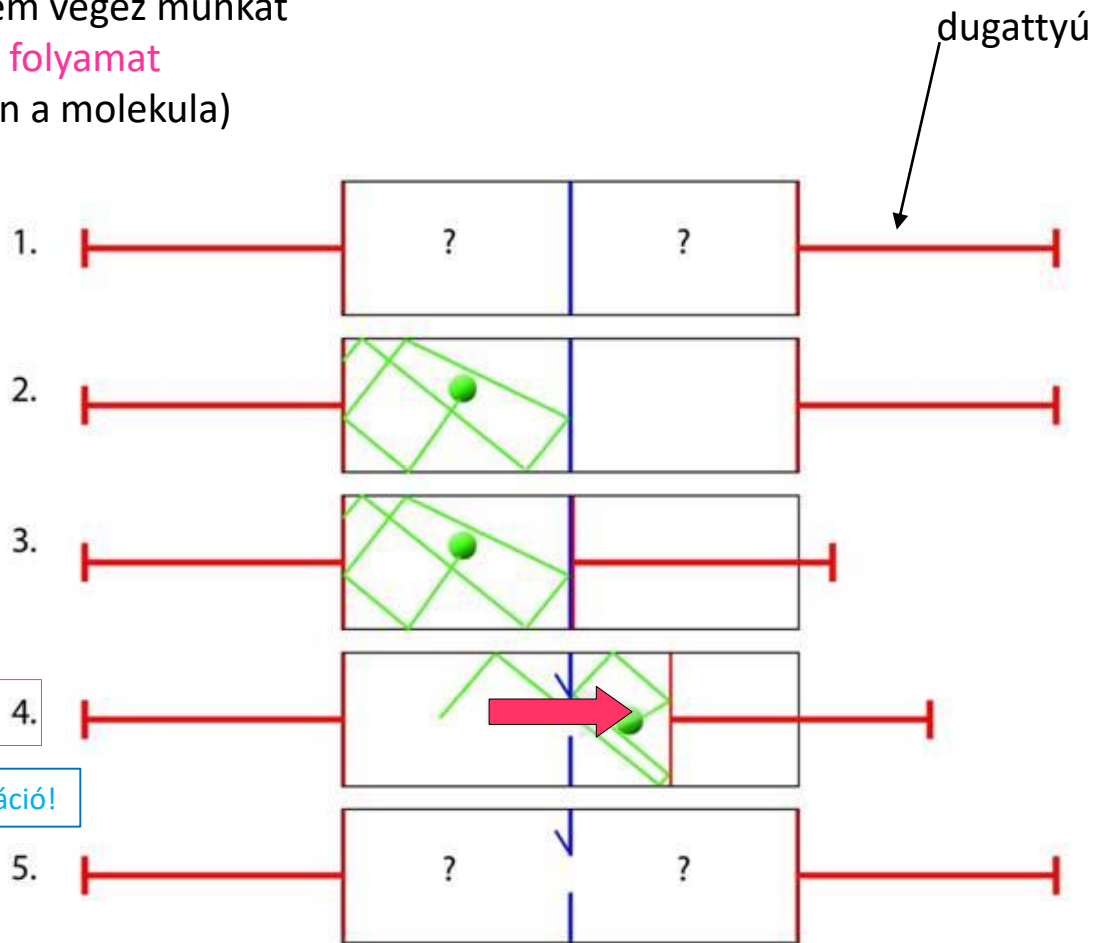 em végez munkát
folyamat
n a molekula)
dugattyú
1.
? ?
2.
3.
4.
áció!
5.
? ?